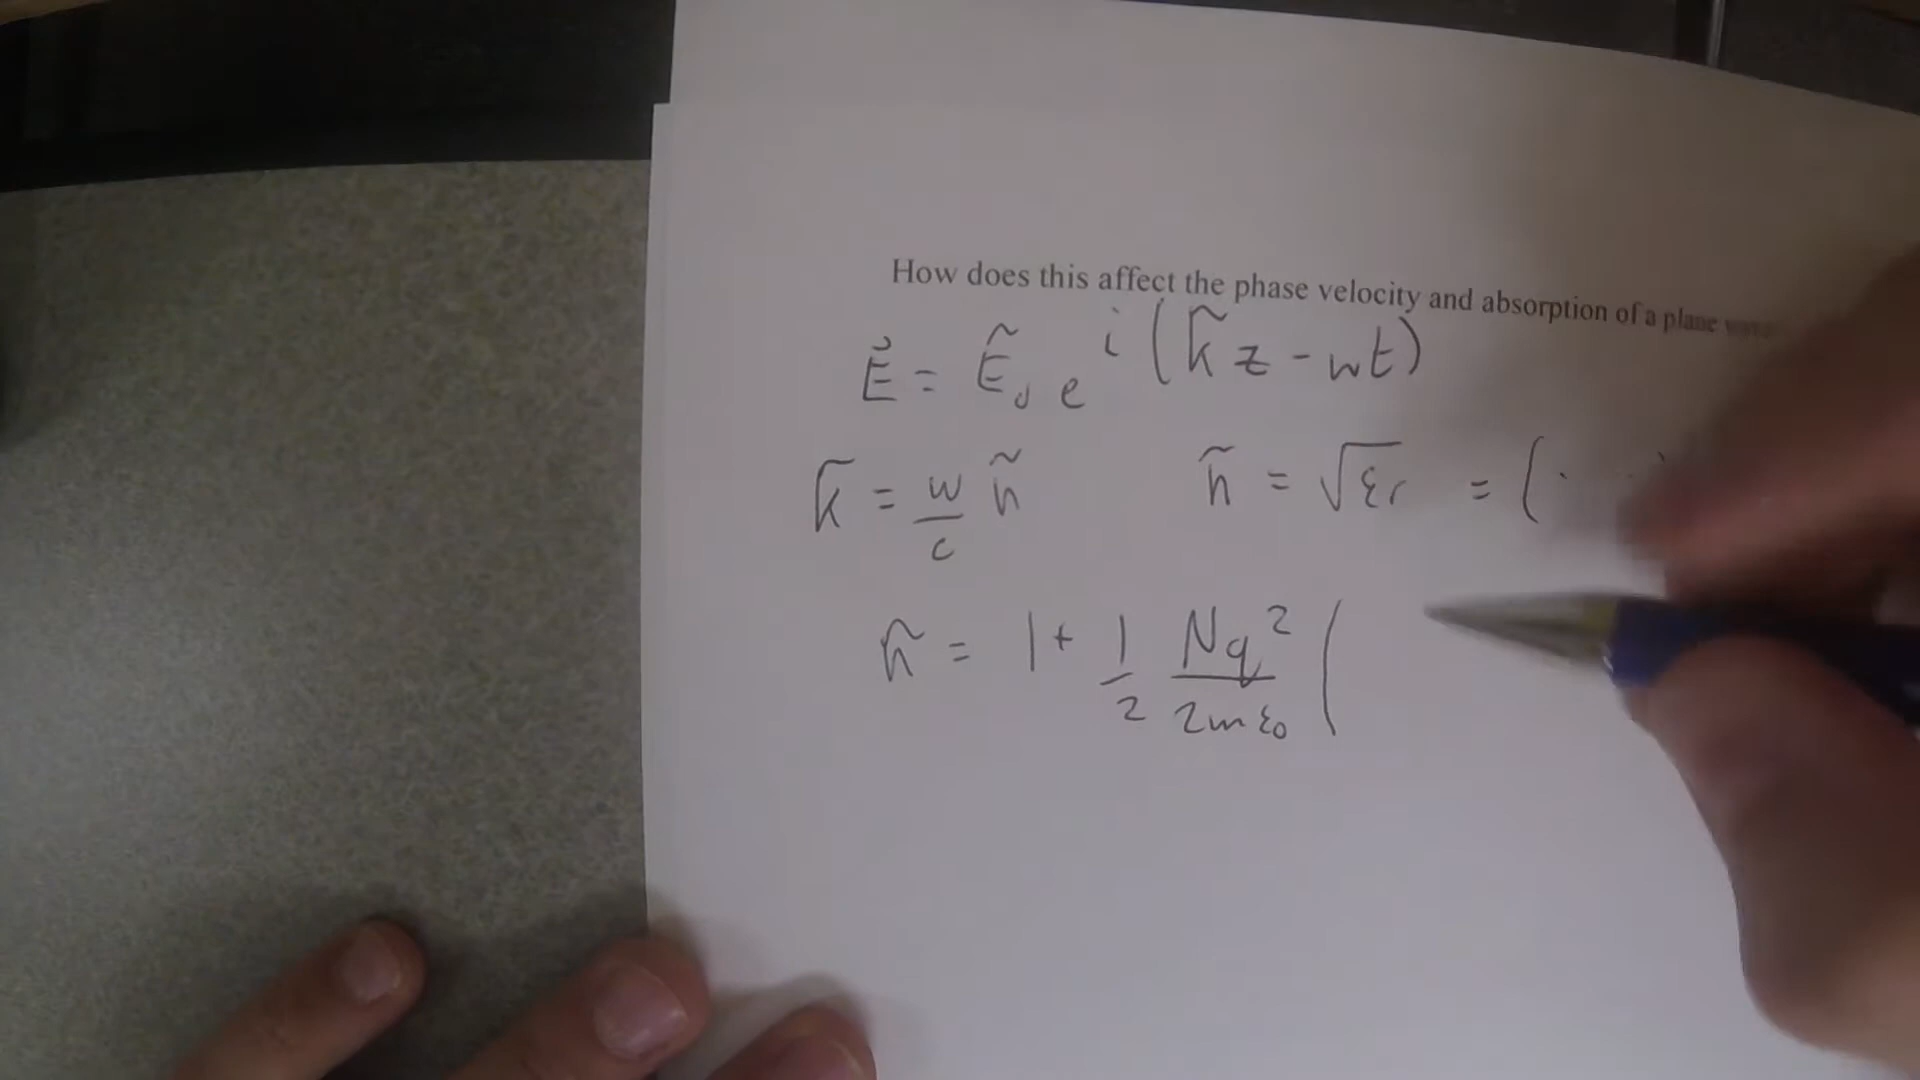 How does this affect the phase velocity and absorption of a plane
E⃗ = Ẽ₀ e^i(k̃z - ωt)
k̃ = ω/c ñ   ñ = √εr = (
ñ = 1 + 1/2 Nq²/2mε₀ (